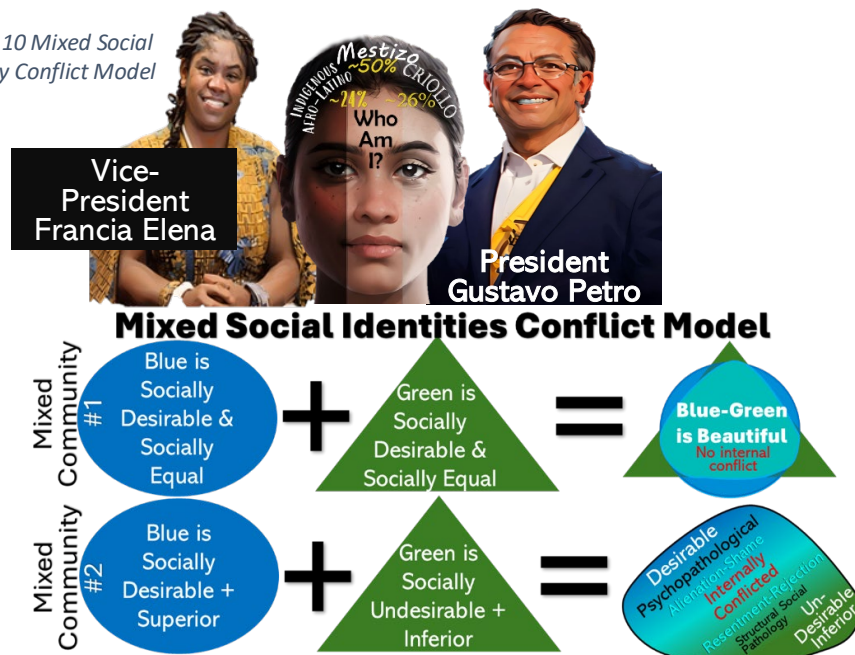 10 Mixed Social
y Conflict Model
Mestizo
~50%
INDIGENOUS
AFRO-LATINO
CRIOLLO
~24% ~26%
Who
Am
I?
Vice-
President
Francia Elena
President
Gustavo Petro
Mixed Social Identities Conflict Model
Mixed
Community
#1
Blue is
Socially
Desirable &
Socially
Equal
+
Green is
Socially
Desirable &
Socially Equal
=
Blue-Green
is Beautiful
No internal
conflict
Mixed
Community
#2
Blue is
Socially
Desirable +
Superior
+
Green is
Socially
Undesirable +
Inferior
=
Desirable
Psychopathological
Alienation-Shame
Internally
Conflicted
Resentment-Rejection
Structural Social
Pathology
Un-
Desirable
Inferior